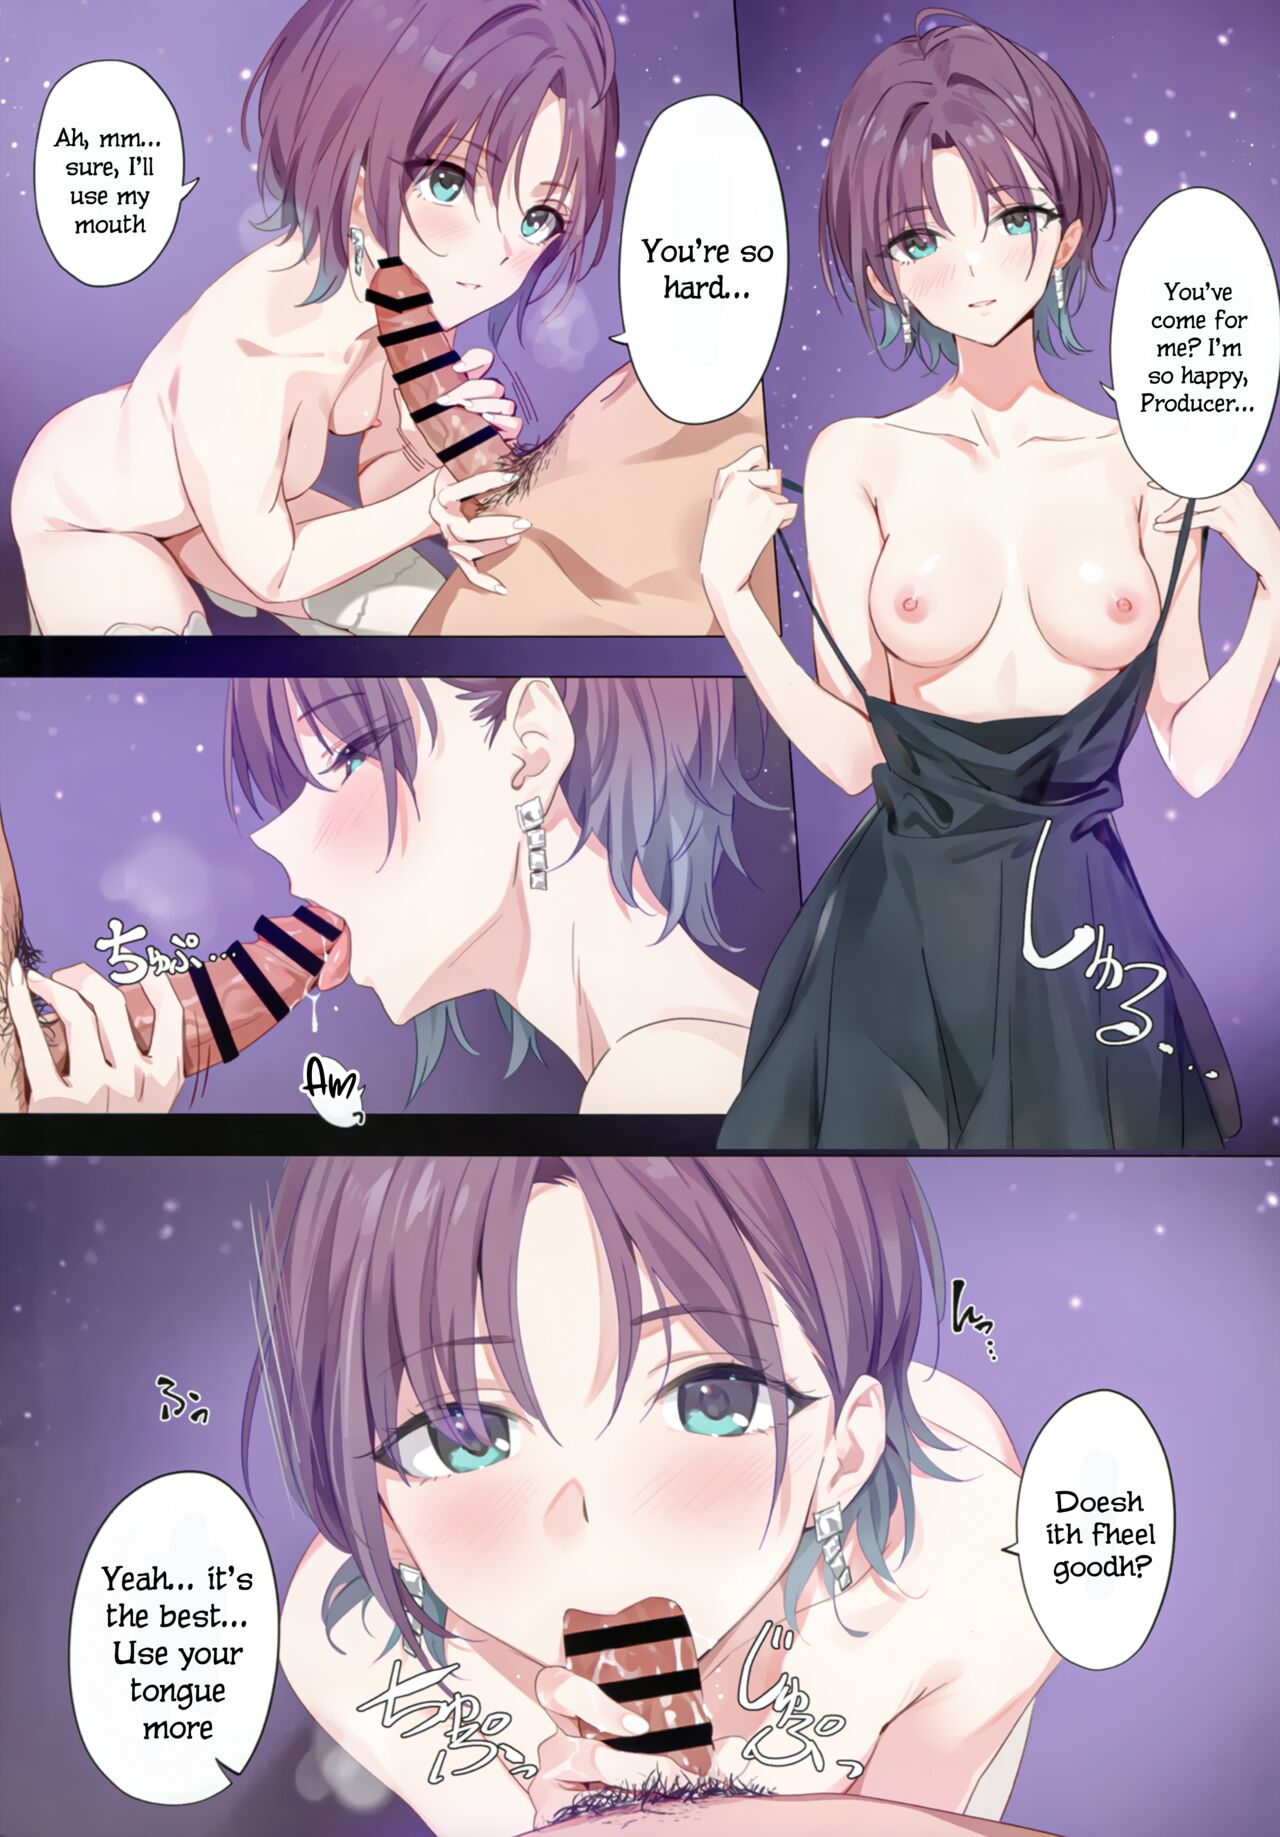 You've
come for
me? I'm
so happy,
Producer...
しゅる...
You're so
hard...
Ah, mm...
sure, I'll
use my
mouth
ちゅぷ...
Am
んっ...
Doesh
ith fheel
goodh?
ふっ
じゅぷっ
ちゅぷっ
Yeah... it's
the best...
Use your
tongue
more